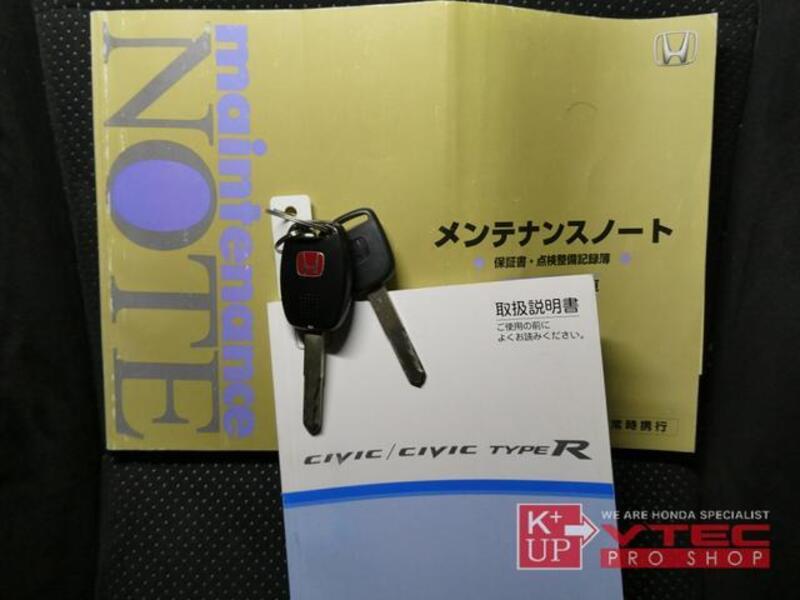 maintenance
NOTE
メンテナンスノート
保証書・点検整備記録簿
常時携行
取扱説明書
ご使用の前に
よくお読みください。
CIVIC/CIVIC TYPE R
K+
UP
WE ARE HONDA SPECIALIST
VTEC
PRO SHOP